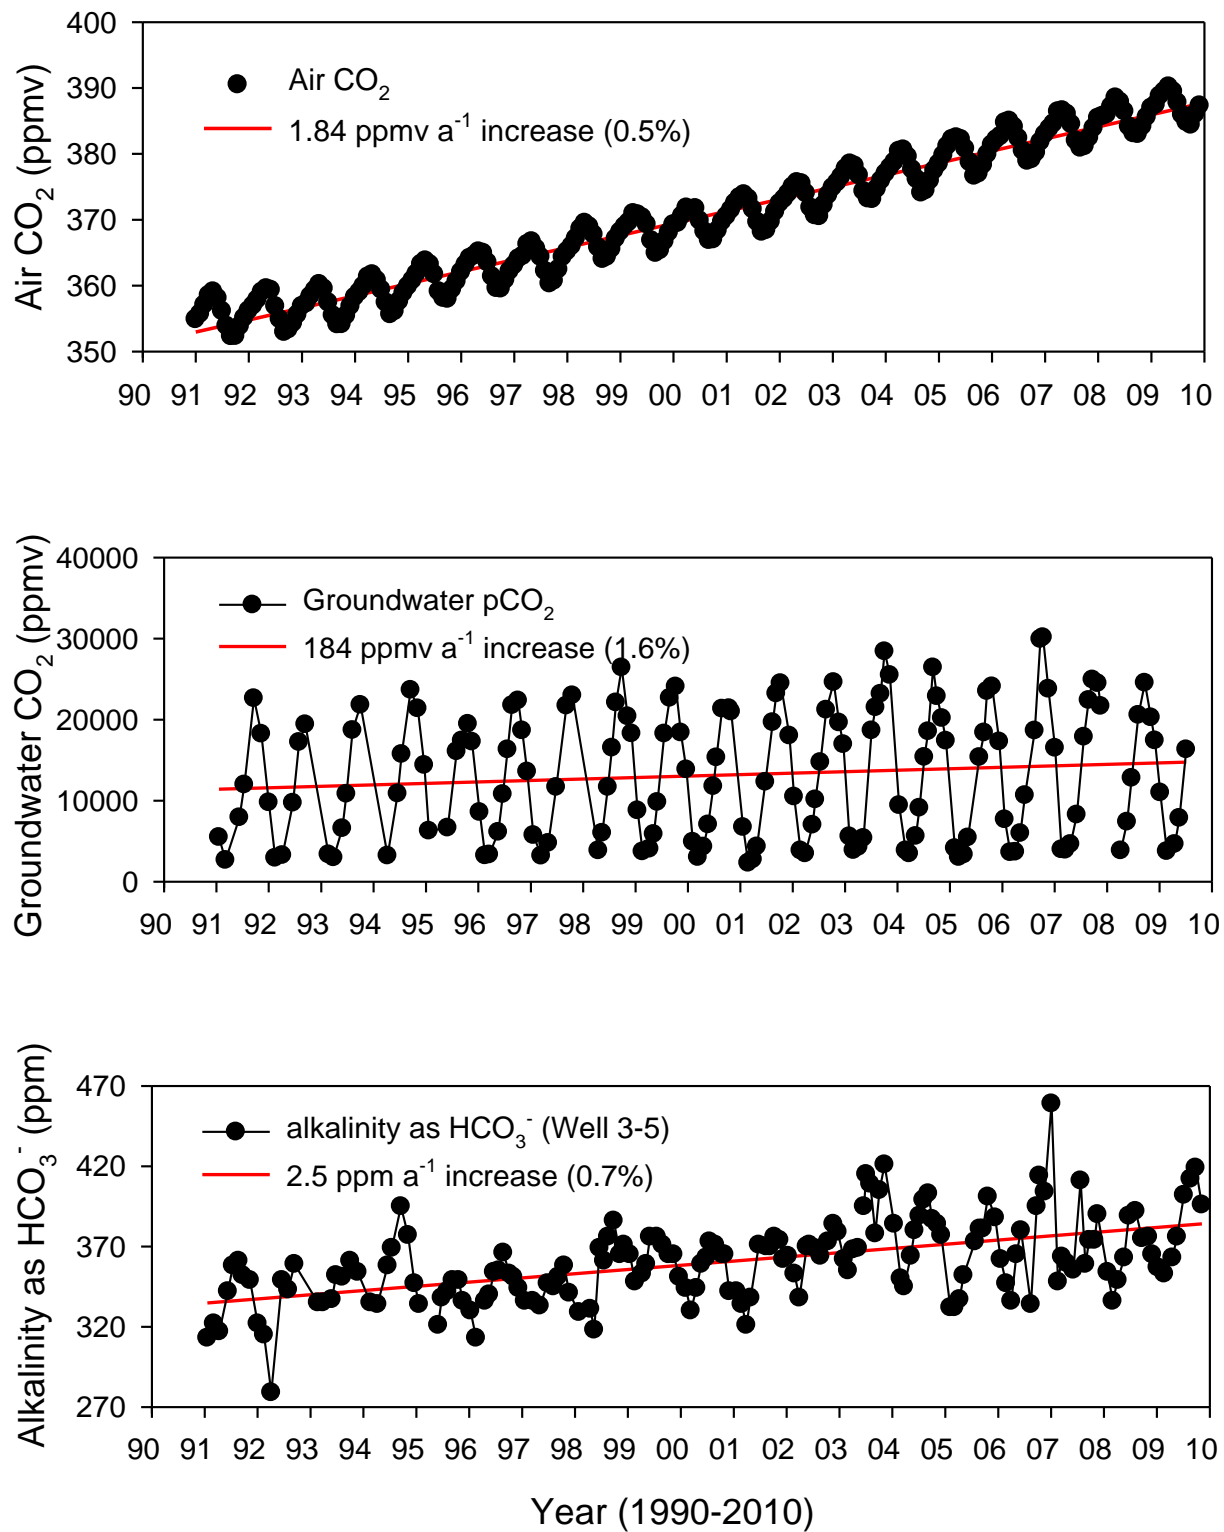 400
390
380
370
360
350
Air CO2 (ppmv)
Air CO2
1.84 ppmv a-1 increase (0.5%)
90 91 92 93 94 95 96 97 98 99 00 01 02 03 04 05 06 07 08 09 10
40000
30000
20000
10000
0
Groundwater CO2 (ppmv)
Groundwater pCO2
184 ppmv a-1 increase (1.6%)
90 91 92 93 94 95 96 97 98 99 00 01 02 03 04 05 06 07 08 09 10
470
420
370
320
270
Alkalinity as HCO3- (ppm)
alkalinity as HCO3- (Well 3-5)
2.5 ppm a-1 increase (0.7%)
90 91 92 93 94 95 96 97 98 99 00 01 02 03 04 05 06 07 08 09 10
Year (1990-2010)